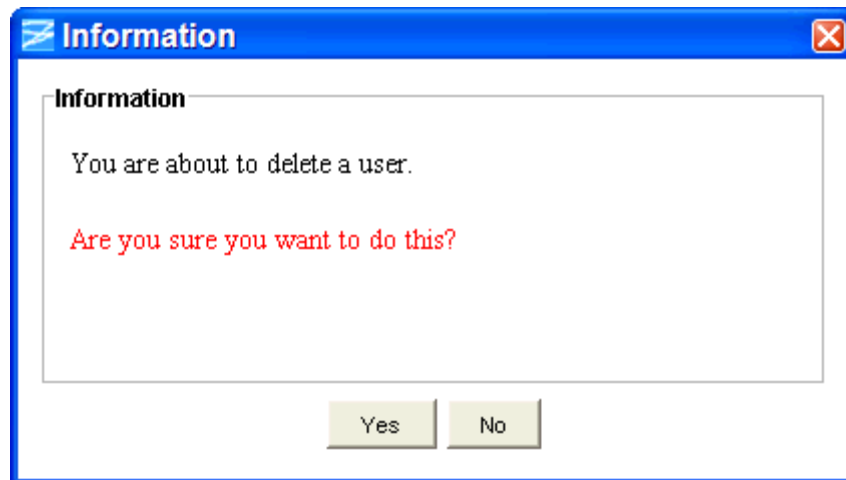 Information
Information
You are about to delete a user.
Are you sure you want to do this?
Yes No